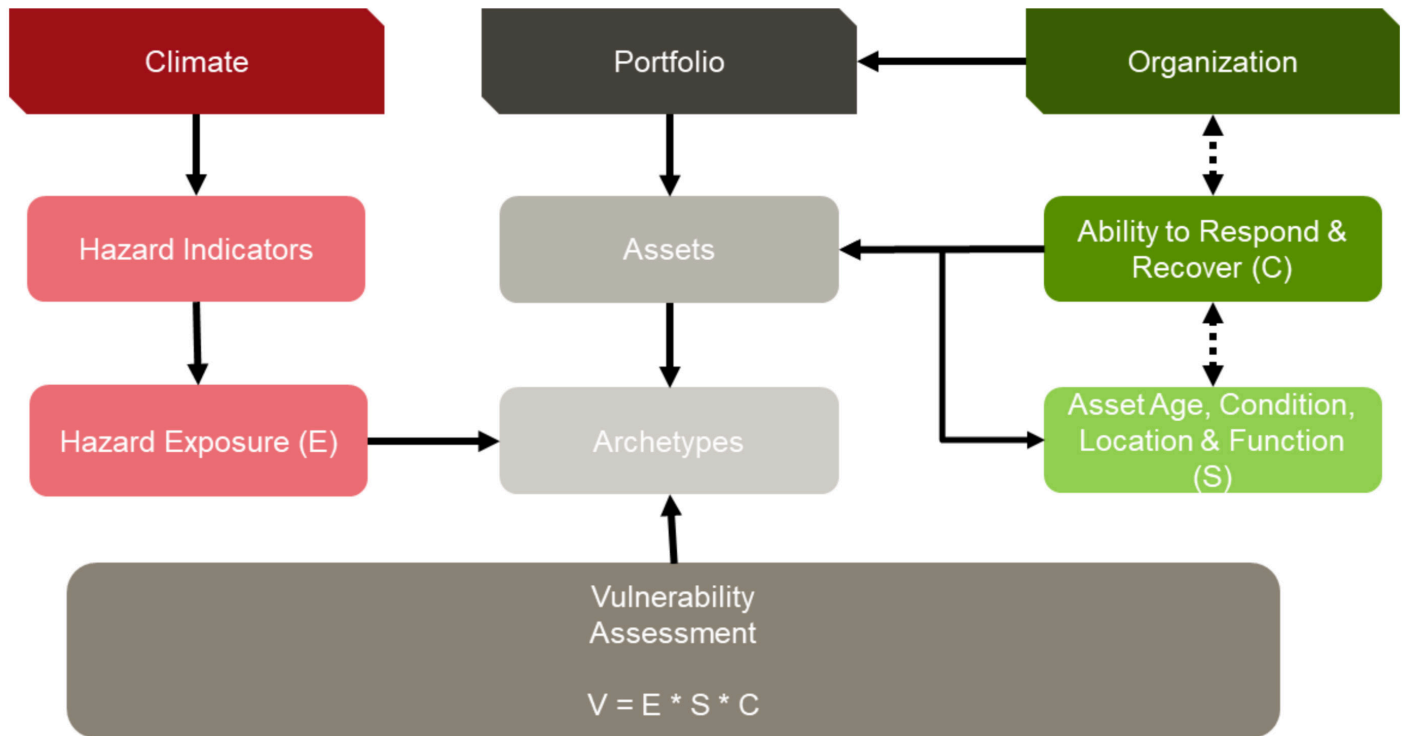 Climate
Portfolio
Organization
Hazard Indicators
Assets
Ability to Respond &
Recover (C)
Hazard Exposure (E)
Archetypes
Asset Age, Condition,
Location & Function
(S)
Vulnerability
Assessment
V = E * S * C